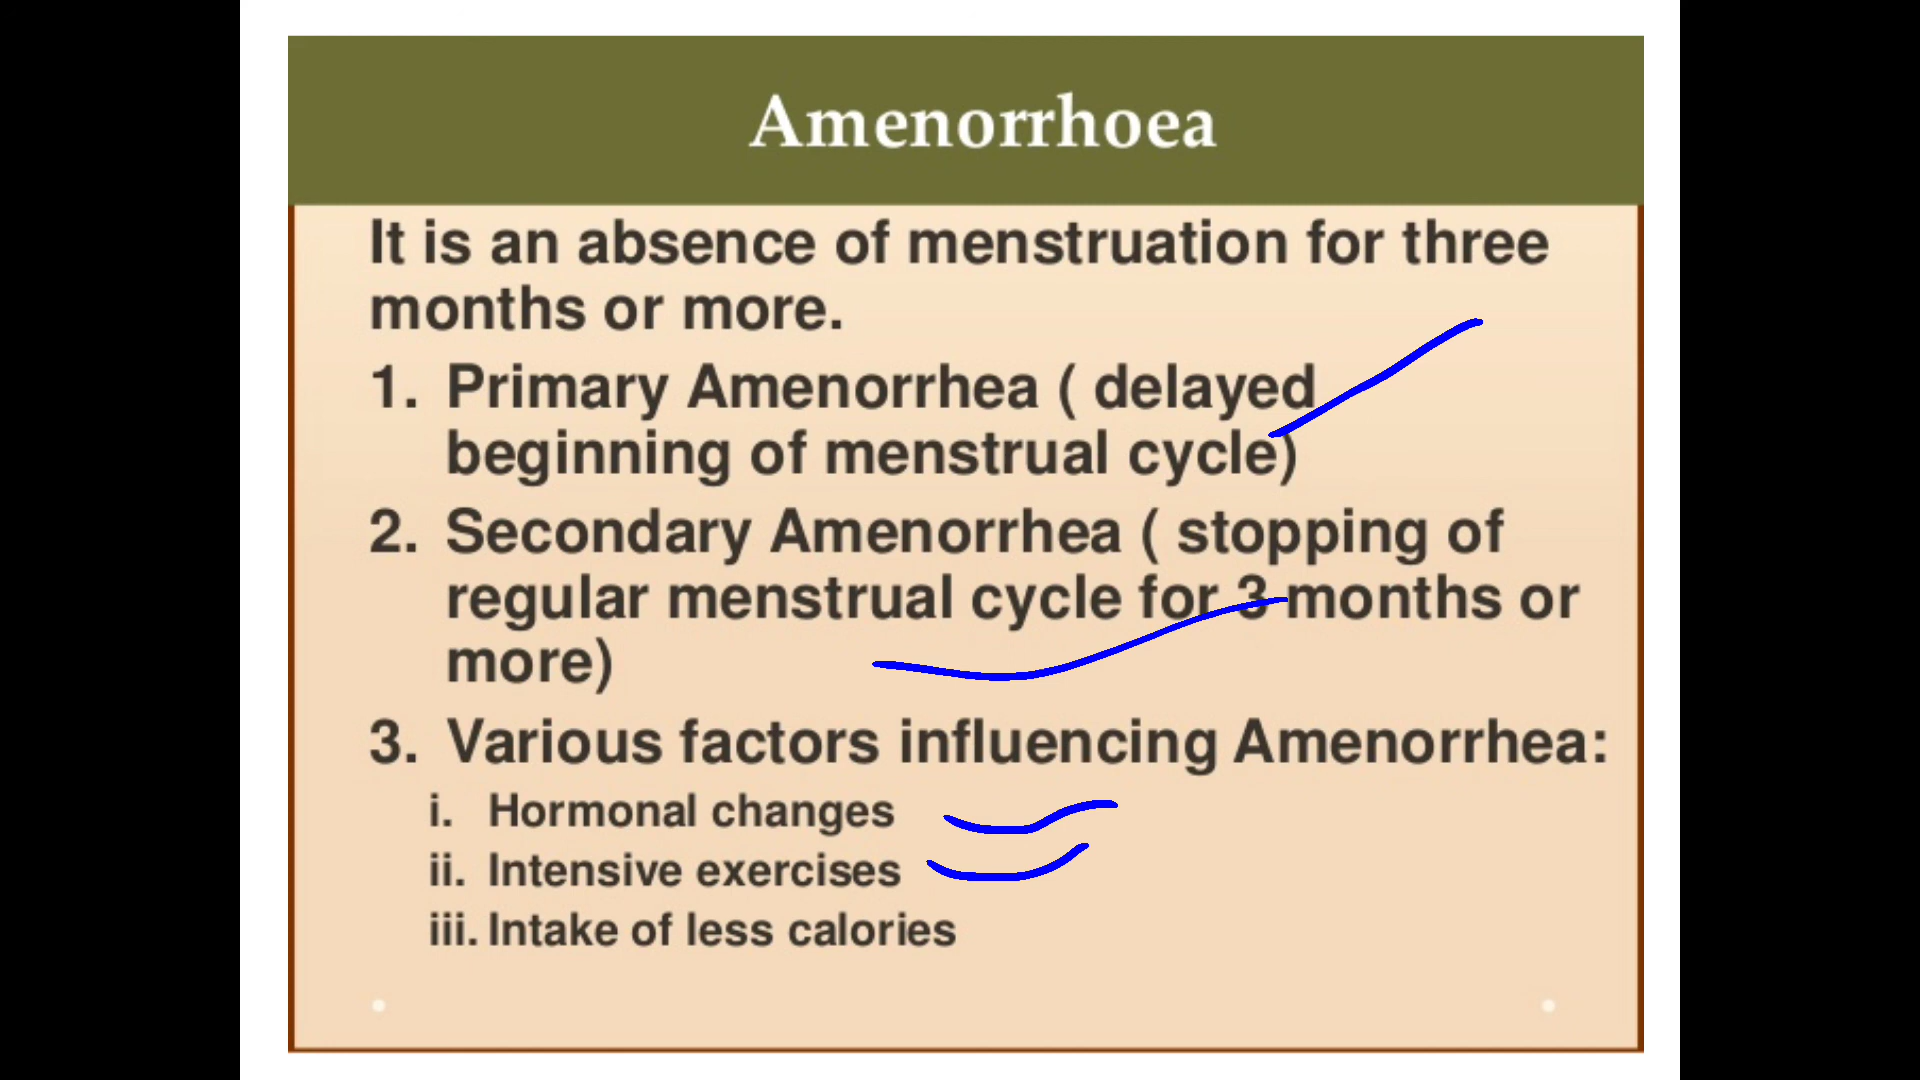 Amenorrhoea
It is an absence of menstruation for three
months or more.
1. Primary Amenorrhea ( delayed
beginning of menstrual cycle)
2. Secondary Amenorrhea ( stopping of
regular menstrual cycle for 3 months or
more)
3. Various factors influencing Amenorrhea:
i. Hormonal changes
ii. Intensive exercises
iii. Intake of less calories